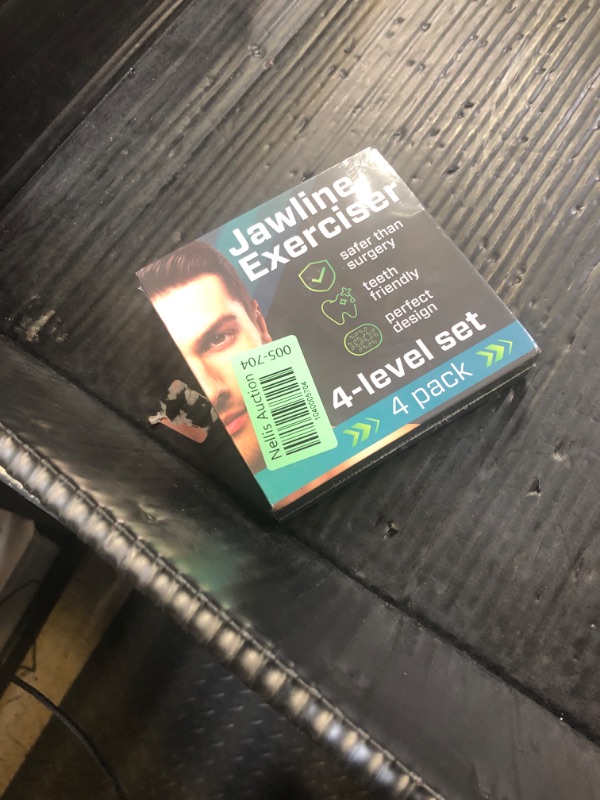 Jawline
Exerciser
safer than
surgery
teeth
friendly
perfect
design
4-level set
4 pack
Nellis Auction
005-704